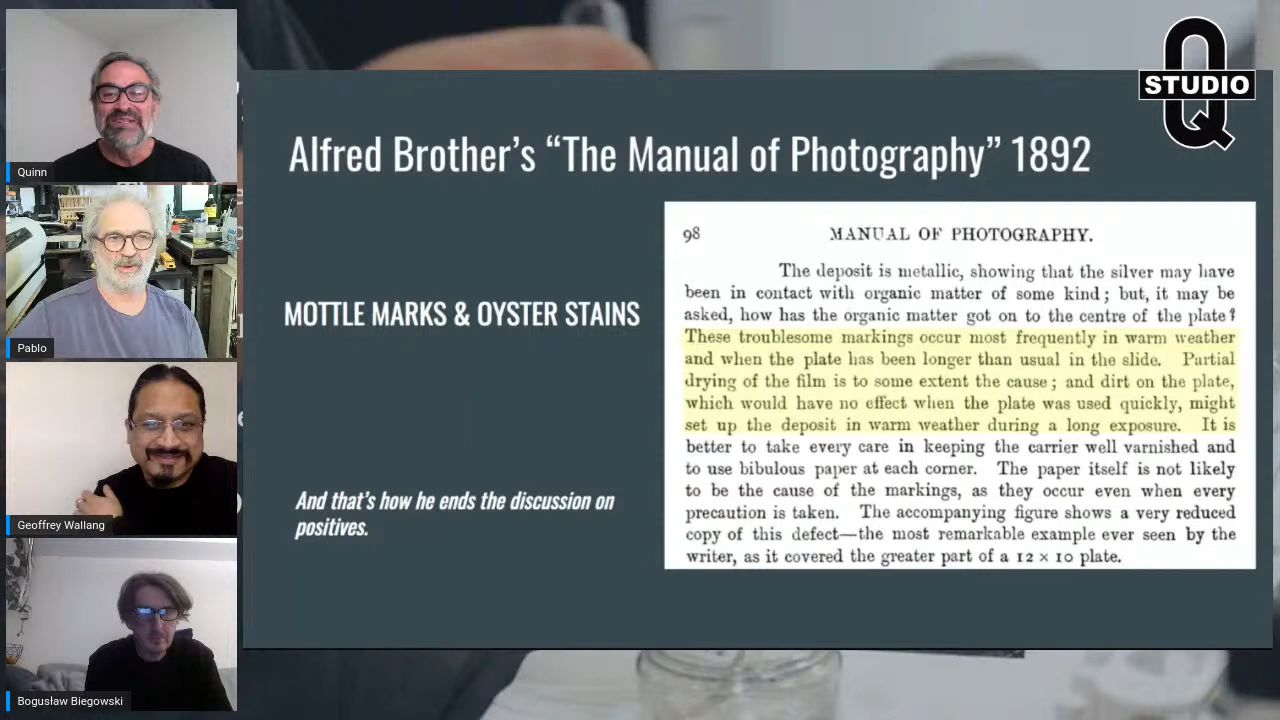 Q
STUDIO
Quinn
Pablo
Geoffrey Wallang
Bogusław Biegowski
Alfred Brother’s “The Manual of Photography” 1892
MOTTLE MARKS & OYSTER STAINS
And that’s how he ends the discussion on
positives.
98 MANUAL OF PHOTOGRAPHY.
The deposit is metallic, showing that the silver may have
been in contact with organic matter of some kind; but, it may be
asked, how has the organic matter got on to the centre of the plate?
These troublesome markings occur most frequently in warm weather
and when the plate has been longer than usual in the slide. Partial
drying of the film is to some extent the cause; and dirt on the plate,
which would have no effect when the plate was used quickly, might
set up the deposit in warm weather during a long exposure. It is
better to take every care in keeping the carrier well varnished and
to use bibulous paper at each corner. The paper itself is not likely
to be the cause of the markings, as they occur even when every
precaution is taken. The accompanying figure shows a very reduced
copy of this defect—the most remarkable example ever seen by the
writer, as it covered the greater part of a 12 × 10 plate.